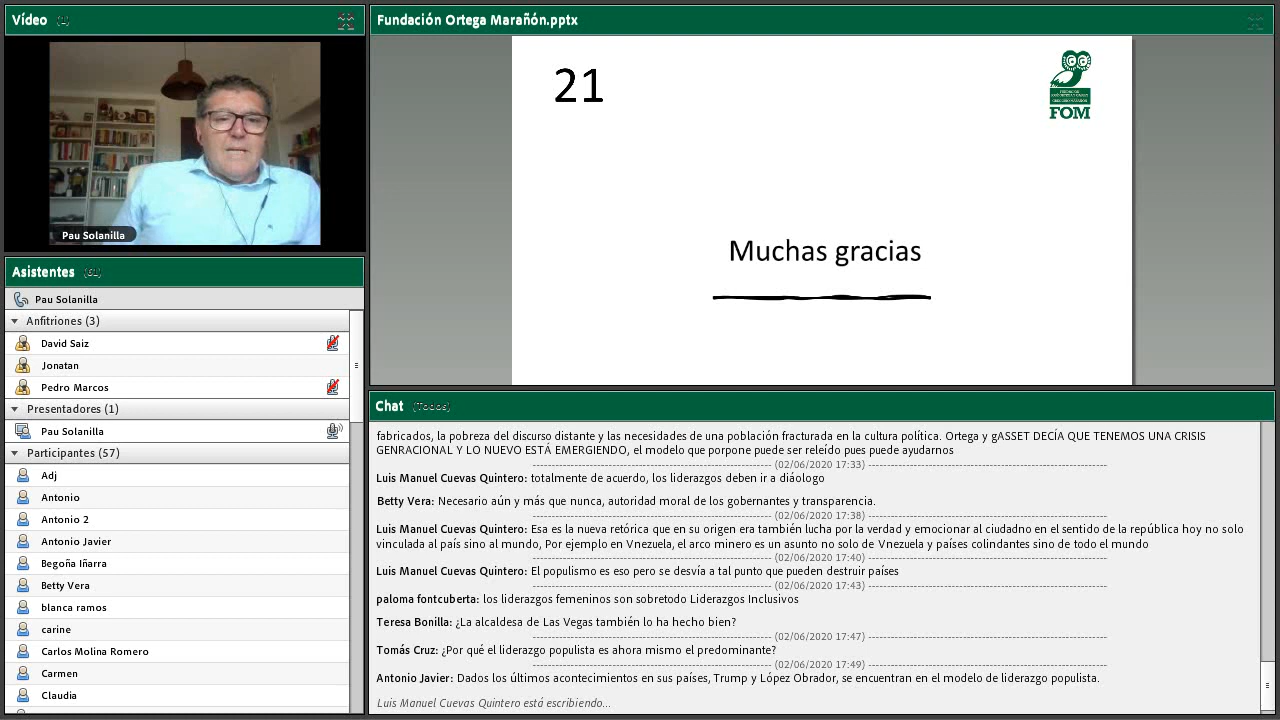 Vídeo (1)
Pau Solanilla
Asistentes (61)
Pau Solanilla
Anfitriones (3)
David Saiz
Jonatan
Pedro Marcos
Presentadores (1)
Pau Solanilla
Participantes (57)
Adj
Antonio
Antonio 2
Antonio Javier
Begoña Iñarra
Betty Vera
blanca ramos
carine
Carlos Molina Romero
Carmen
Claudia
Fundación Ortega Marañón.pptx
21
FOM
Muchas gracias
Chat (Todos)
fabricados, la pobreza del discurso distante y las necesidades de una población fracturada en la cultura política. Ortega y gASSET DECÍA QUE TENEMOS UNA CRISIS
GENRACIONAL Y LO NUEVO ESTÁ EMERGIENDO, el modelo que porpone puede ser releído pues puede ayudarnos
(02/06/2020 17:33)
Luis Manuel Cuevas Quintero: totalmente de acuerdo, los liderazgos deben ir a diáologo
Betty Vera: Necesario aún y más que nunca, autoridad moral de los gobernantes y transparencia.
(02/06/2020 17:38)
Luis Manuel Cuevas Quintero: Esa es la nueva retórica que en su origen era también lucha por la verdad y emocionar al ciudadno en el sentido de la república hoy no solo
vinculada al país sino al mundo, Por ejemplo en Vnezuela, el arco minero es un asunto no solo de Vnezuela y países colindantes sino de todo el mundo
(02/06/2020 17:40)
Luis Manuel Cuevas Quintero: El populismo es eso pero se desvía a tal punto que pueden destruir países
(02/06/2020 17:43)
paloma fontcuberta: los liderazgos femeninos son sobretodo Liderazgos Inclusivos
Teresa Bonilla: ¿La alcaldesa de Las Vegas también lo ha hecho bien?
(02/06/2020 17:47)
Tomás Cruz: ¿Por qué el liderazgo populista es ahora mismo el predominante?
(02/06/2020 17:49)
Antonio Javier: Dados los últimos acontecimientos en sus países, Trump y López Obrador, se encuentran en el modelo de liderazgo populista.
Luis Manuel Cuevas Quintero está escribiendo...